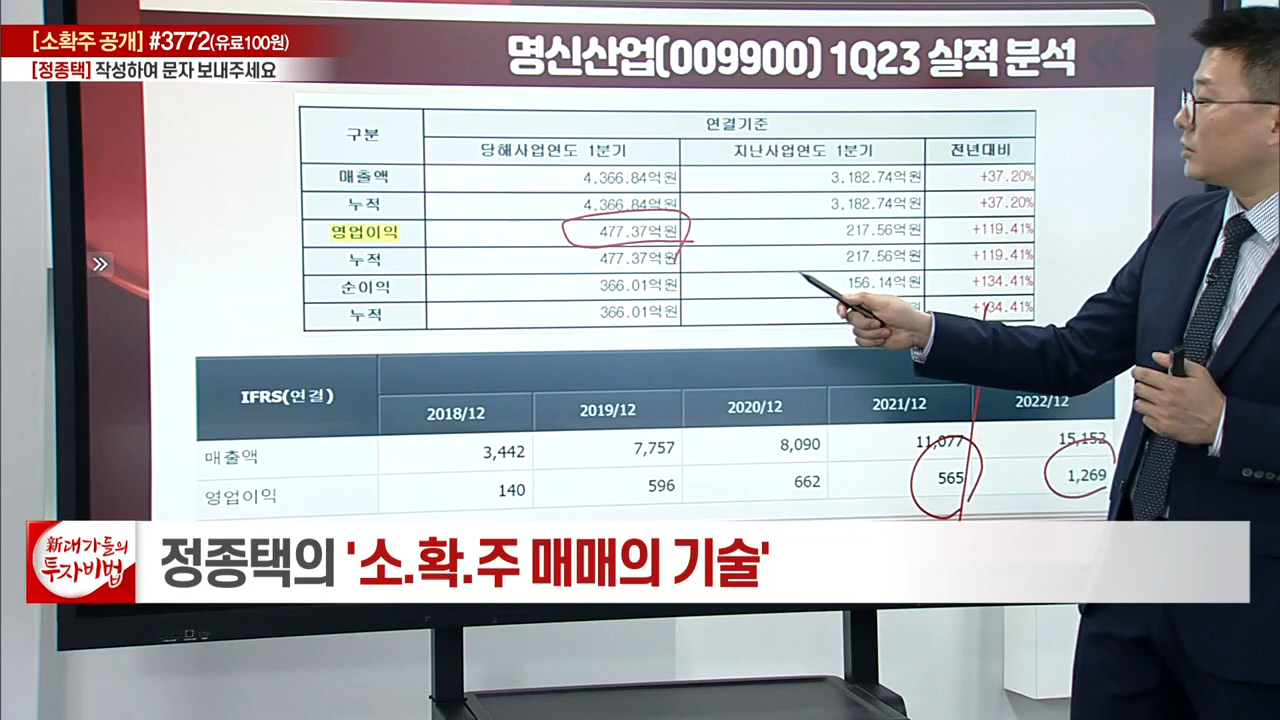 [소확주 공개] #3772(유료100원)
[정종택] 작성하여 문자 보내주세요
명신산업(009900) 1Q23 실적 분석
구분 연결기준
당해사업연도 1분기 지난사업연도 1분기 전년대비
매출액 4,366.84억원 3,182.74억원 +37.20%
누적 4,366.84억원 3,182.74억원 +37.20%
영업이익 477.37억원 217.56억원 +119.41%
누적 477.37억원 217.56억원 +119.41%
순이익 366.01억원 156.14억원 +134.41%
누적 366.01억원 +134.41%
IFRS(연결) 2018/12 2019/12 2020/12 2021/12 2022/12
매출액 3,442 7,757 8,090 11,077 15,152
영업이익 140 596 662 565 1,269
新대가들의
투자비법
정종택의 '소.확.주 매매의 기술'